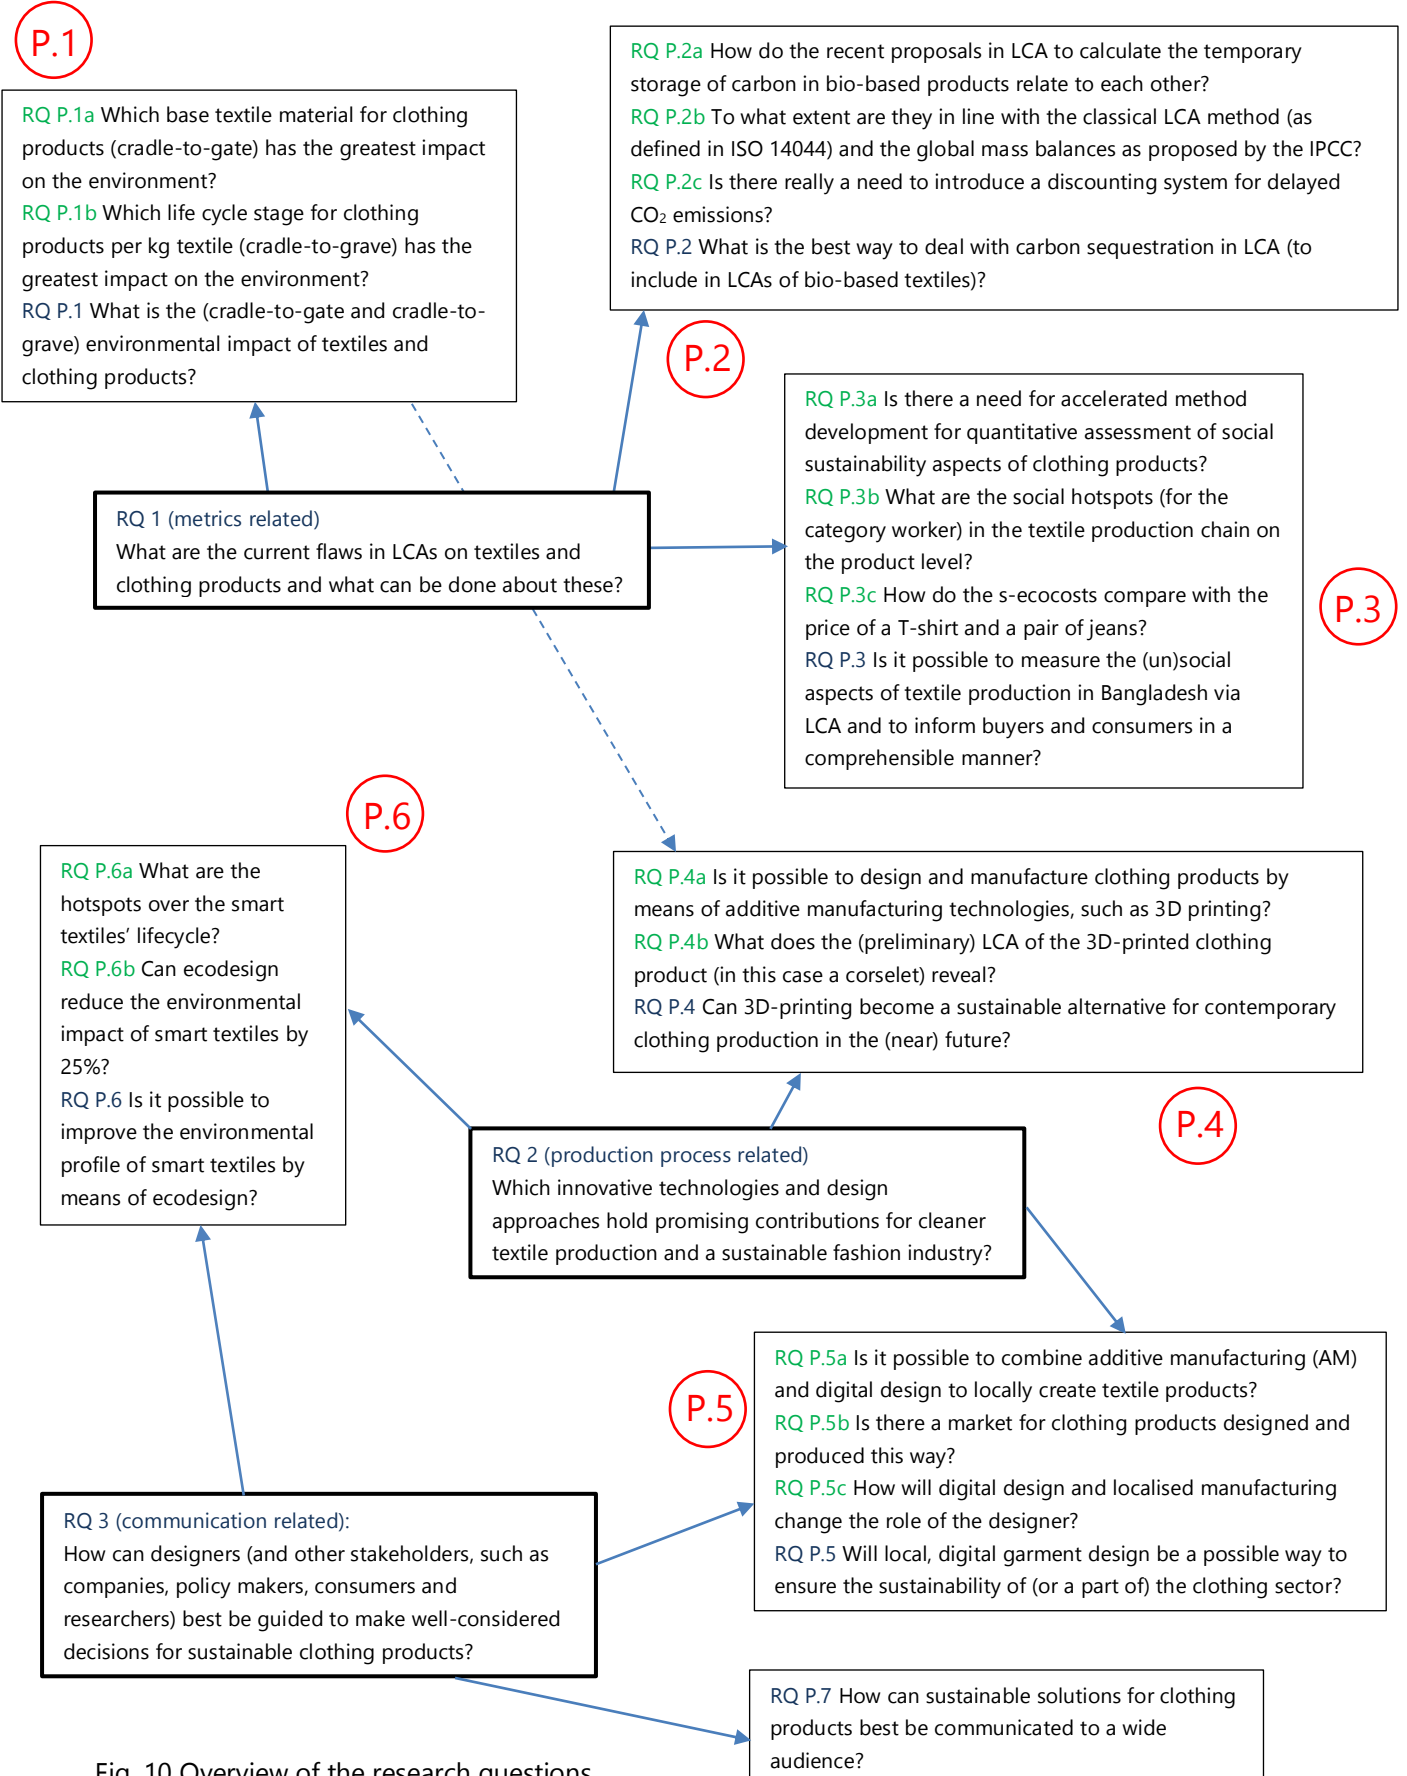 P.1
RQ P.1a Which base textile material for clothing
products (cradle-to-gate) has the greatest impact
on the environment?
RQ P.1b Which life cycle stage for clothing
products per kg textile (cradle-to-grave) has the
greatest impact on the environment?
RQ P.1 What is the (cradle-to-gate and cradle-to-
grave) environmental impact of textiles and
clothing products?
RQ P.2a How do the recent proposals in LCA to calculate the temporary
storage of carbon in bio-based products relate to each other?
RQ P.2b To what extent are they in line with the classical LCA method (as
defined in ISO 14044) and the global mass balances as proposed by the IPCC?
RQ P.2c Is there really a need to introduce a discounting system for delayed
CO₂ emissions?
RQ P.2 What is the best way to deal with carbon sequestration in LCA (to
include in LCAs of bio-based textiles)?
P.2
RQ P.3a Is there a need for accelerated method
development for quantitative assessment of social
sustainability aspects of clothing products?
RQ P.3b What are the social hotspots (for the
category worker) in the textile production chain on
the product level?
RQ P.3c How do the s-ecocosts compare with the
price of a T-shirt and a pair of jeans?
RQ P.3 Is it possible to measure the (un)social
aspects of textile production in Bangladesh via
LCA and to inform buyers and consumers in a
comprehensible manner?
P.3
RQ 1 (metrics related)
What are the current flaws in LCAs on textiles and
clothing products and what can be done about these?
P.6
RQ P.6a What are the
hotspots over the smart
textiles’ lifecycle?
RQ P.6b Can ecodesign
reduce the environmental
impact of smart textiles by
25%?
RQ P.6 Is it possible to
improve the environmental
profile of smart textiles by
means of ecodesign?
RQ P.4a Is it possible to design and manufacture clothing products by
means of additive manufacturing technologies, such as 3D printing?
RQ P.4b What does the (preliminary) LCA of the 3D-printed clothing
product (in this case a corselet) reveal?
RQ P.4 Can 3D-printing become a sustainable alternative for contemporary
clothing production in the (near) future?
P.4
RQ 2 (production process related)
Which innovative technologies and design
approaches hold promising contributions for cleaner
textile production and a sustainable fashion industry?
P.5
RQ P.5a Is it possible to combine additive manufacturing (AM)
and digital design to locally create textile products?
RQ P.5b Is there a market for clothing products designed and
produced this way?
RQ P.5c How will digital design and localised manufacturing
change the role of the designer?
RQ P.5 Will local, digital garment design be a possible way to
ensure the sustainability of (or a part of) the clothing sector?
RQ 3 (communication related):
How can designers (and other stakeholders, such as
companies, policy makers, consumers and
researchers) best be guided to make well-considered
decisions for sustainable clothing products?
RQ P.7 How can sustainable solutions for clothing
products best be communicated to a wide
audience?
Fig. 10 Overview of the research questions